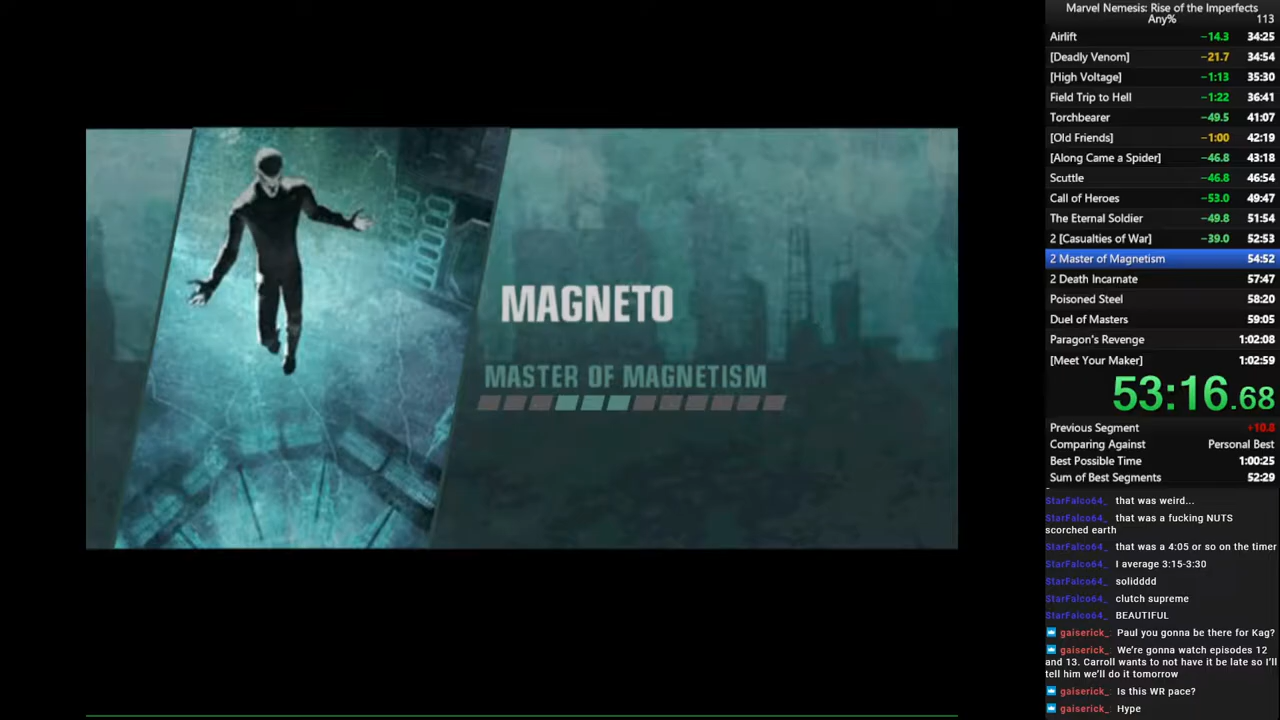 MAGNETO
MASTER OF MAGNETISM
Marvel Nemesis: Rise of the Imperfects
Any%
113
Airlift −14.3 34:25
[Deadly Venom] −21.7 34:54
[High Voltage] −1:13 35:30
Field Trip to Hell −1:22 36:41
Torchbearer −49.5 41:07
[Old Friends] −1:00 42:19
[Along Came a Spider] −46.8 43:18
Scuttle −46.8 46:54
Call of Heroes −53.0 49:47
The Eternal Soldier −49.8 51:54
2 [Casualties of War] −39.0 52:53
2 Master of Magnetism 54:52
2 Death Incarnate 57:47
Poisoned Steel 58:20
Duel of Masters 59:05
Paragon's Revenge 1:02:08
[Meet Your Maker] 1:02:59
53:16.68
Previous Segment +10.8
Comparing Against Personal Best
Best Possible Time 1:00:25
Sum of Best Segments 52:29
StarFalco64_ that was weird...
StarFalco64_ that was a fucking NUTS
scorched earth
StarFalco64_ that was a 4:05 or so on the timer
StarFalco64_ I average 3:15-3:30
StarFalco64_ solidddd
StarFalco64_ clutch supreme
StarFalco64_ BEAUTIFUL
gaiserick_: Paul you gonna be there for Kag?
gaiserick_: We're gonna watch episodes 12
and 13. Carroll wants to not have it be late so I'll
tell him we'll do it tomorrow
gaiserick_: Is this WR pace?
gaiserick_: Hype